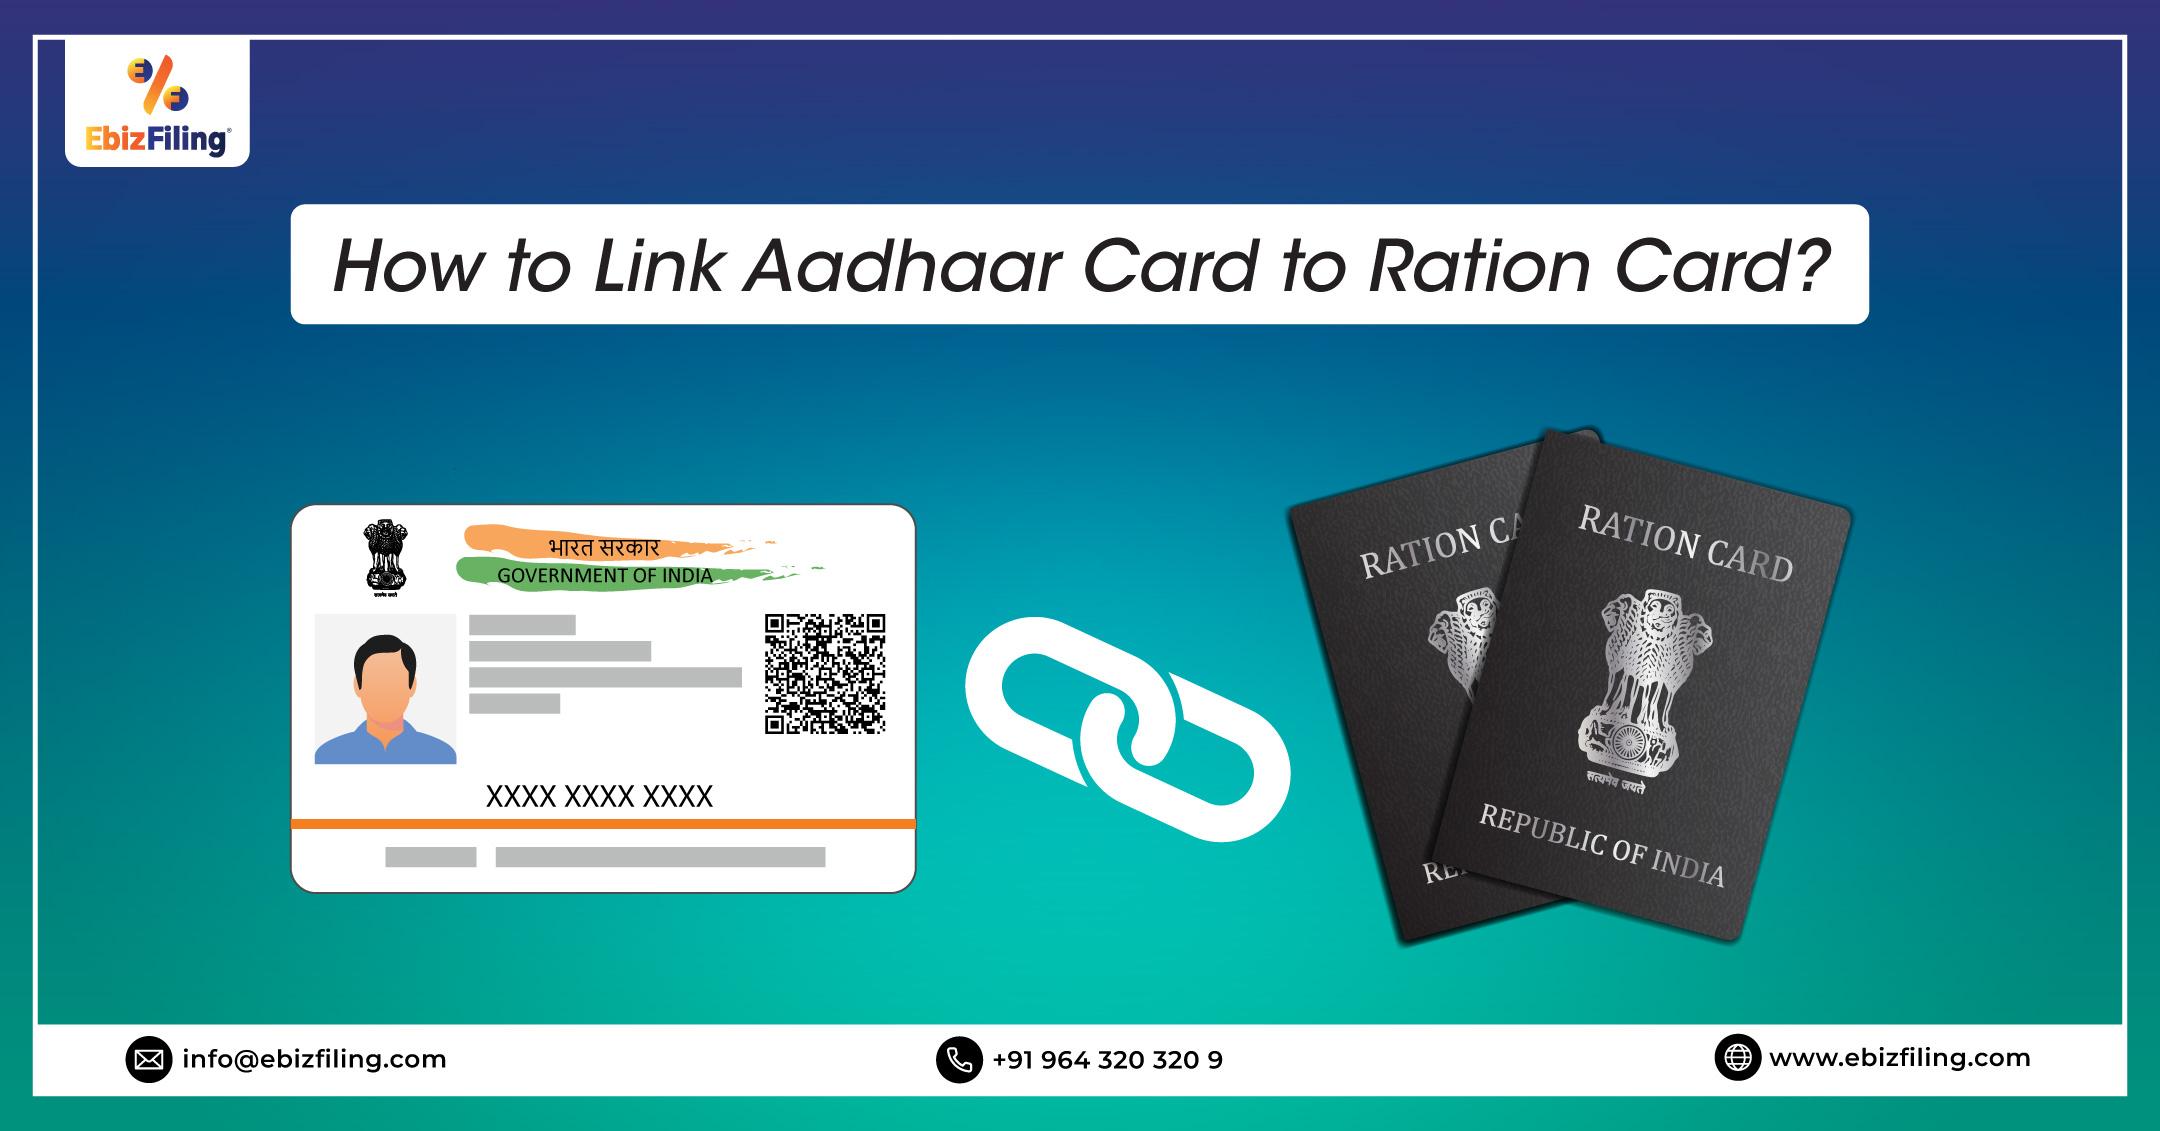 EbizFiling®
How to Link Aadhaar Card to Ration Card?
भारत सरकार
GOVERNMENT OF INDIA
XXXX XXXX XXXX
RATION CA
RATION CARD
सत्यमेव जयते
REPUBLIC OF INDIA
info@ebizfiling.com
+91 964 320 320 9
www.ebizfiling.com